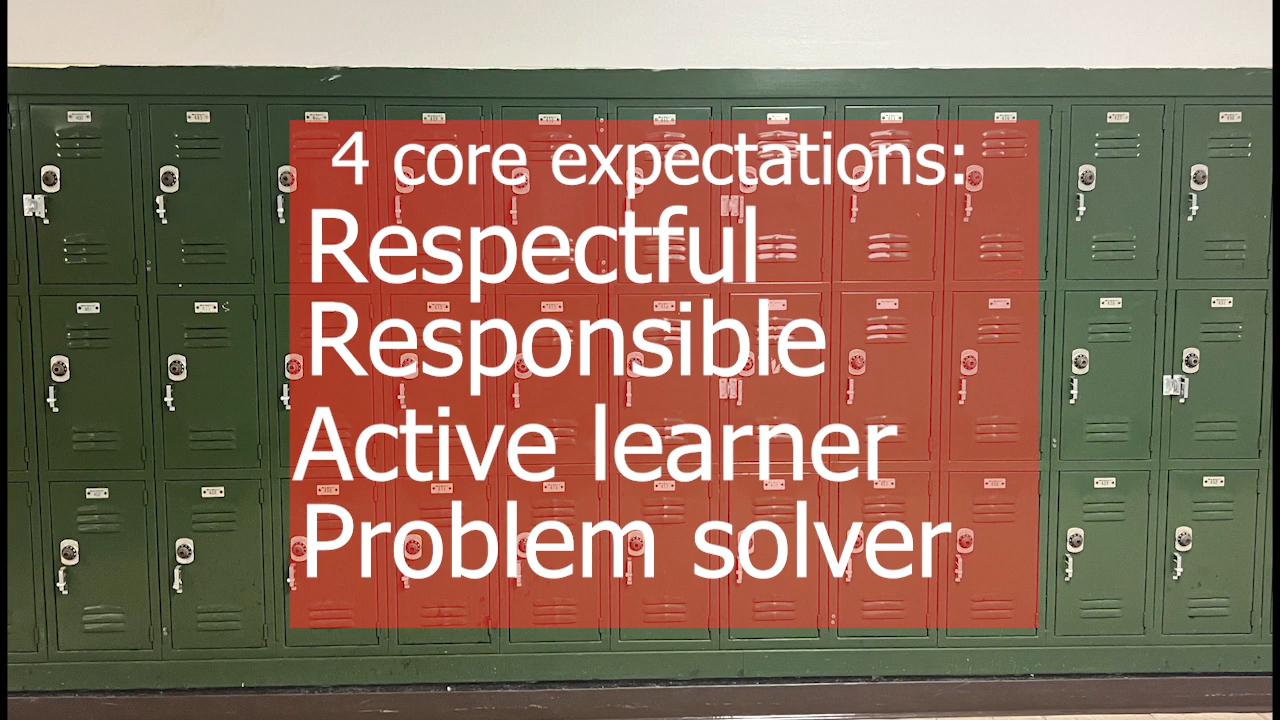 4 core expectations:
Respectful
Responsible
Active learner
Problem solver